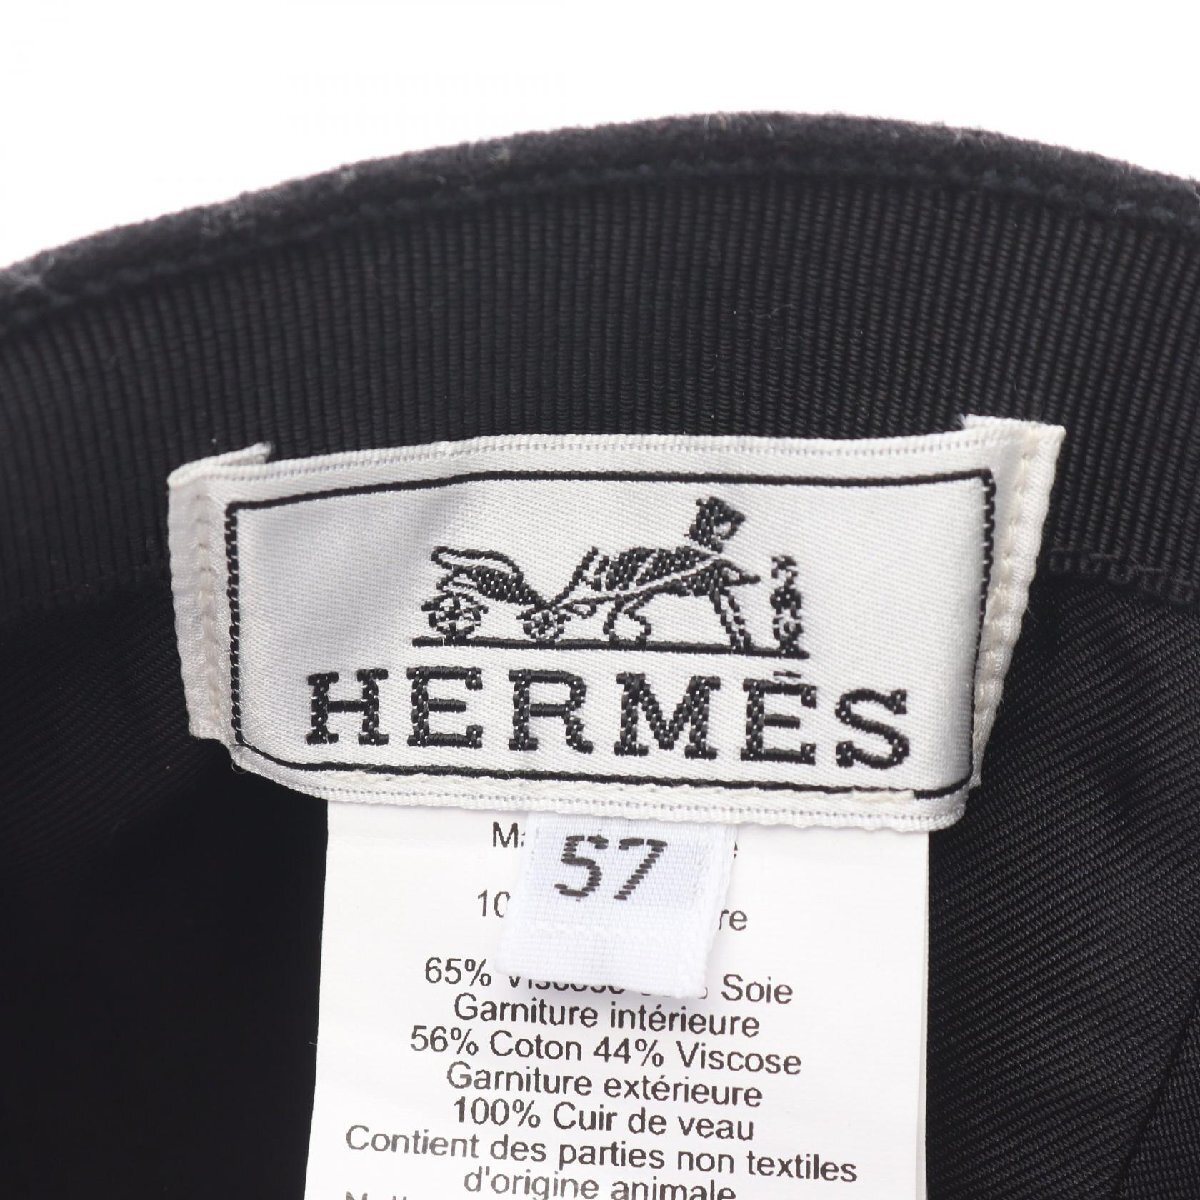 HERMÈS
57
65% Soie
Garniture intérieure
56% Coton 44% Viscose
Garniture extérieure
100% Cuir de veau
Contient des parties non textiles
d'origine animale